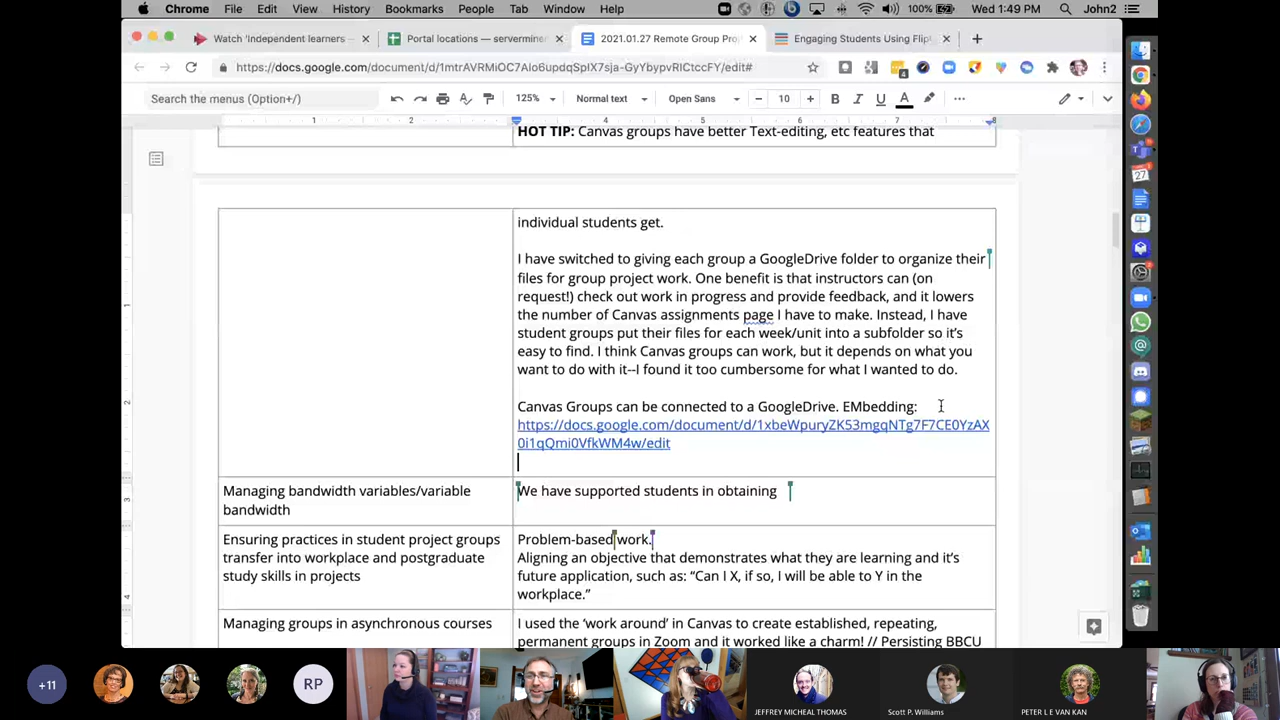 Chrome File Edit View History Bookmarks People Tab Window Help 100% Wed 1:49 PM John2
Watch 'Independent learners – Portal locations — serverminer 2021.01.27 Remote Group Pro Engaging Students Using Flip
https://docs.google.com/document/
Search the menus (Option+/) 125% Normal text Open Sans 10 B I U A
1 2 3 4 5 6 7 8
HOT TIP: Canvas groups have better Text-editing, etc features that
individual students get.
I have switched to giving each group a GoogleDrive folder to organize their
files for group project work. One benefit is that instructors can (on
request!) check out work in progress and provide feedback, and it lowers
the number of Canvas assignments page I have to make. Instead, I have
student groups put their files for each week/unit into a subfolder so it's
easy to find. I think Canvas groups can work, but it depends on what you
want to do with it--I found it too cumbersome for what I wanted to do.
Canvas Groups can be connected to a GoogleDrive. EMbedding:
https://docs.google.com/document/d/1xbeWpuryZK53mgqNTg7F7CE0YzAX
0i1qQmi0VfkWM4w/edit
Managing bandwidth variables/variable
bandwidth
We have supported students in obtaining
Ensuring practices in student project groups
transfer into workplace and postgraduate
study skills in projects
Problem-based work.
Aligning an objective that demonstrates what they are learning and it's
future application, such as: “Can I X, if so, I will be able to Y in the
workplace.”
Managing groups in asynchronous courses
I used the ‘work around’ in Canvas to create established, repeating,
permanent groups in Zoom and it worked like a charm! // Persisting BBCU
+11
RP
JEFFREY MICHEAL THOMAS
Scott P. Williams
PETER L E VAN KAN